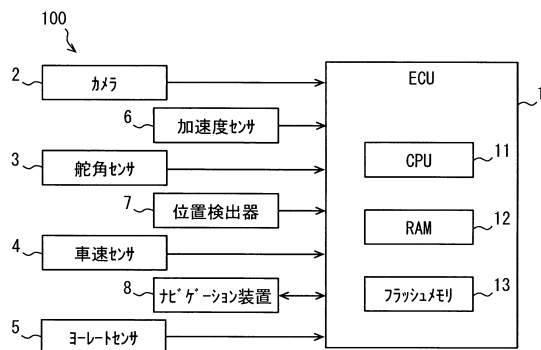 100
2
ｶﾒﾗ
ECU
1
6
加速度ｾﾝｻ
3
舵角ｾﾝｻ
CPU
11
7
位置検出器
RAM
12
4
車速ｾﾝｻ
8
ﾅﾋﾞｹﾞｰｼｮﾝ装置
ﾌﾗｯｼｭﾒﾓﾘ
13
5
ﾖｰﾚｰﾄｾﾝｻ